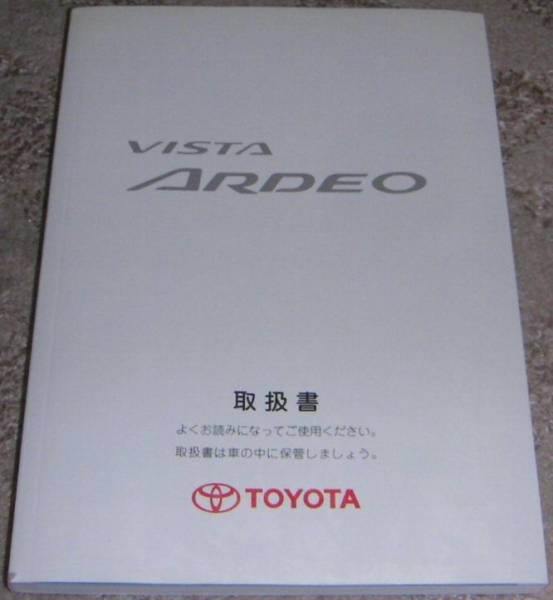 VISTA
ARDEO
取扱書
よくお読みになってご使用ください。
取扱書は車の中に保管しましょう。
TOYOTA